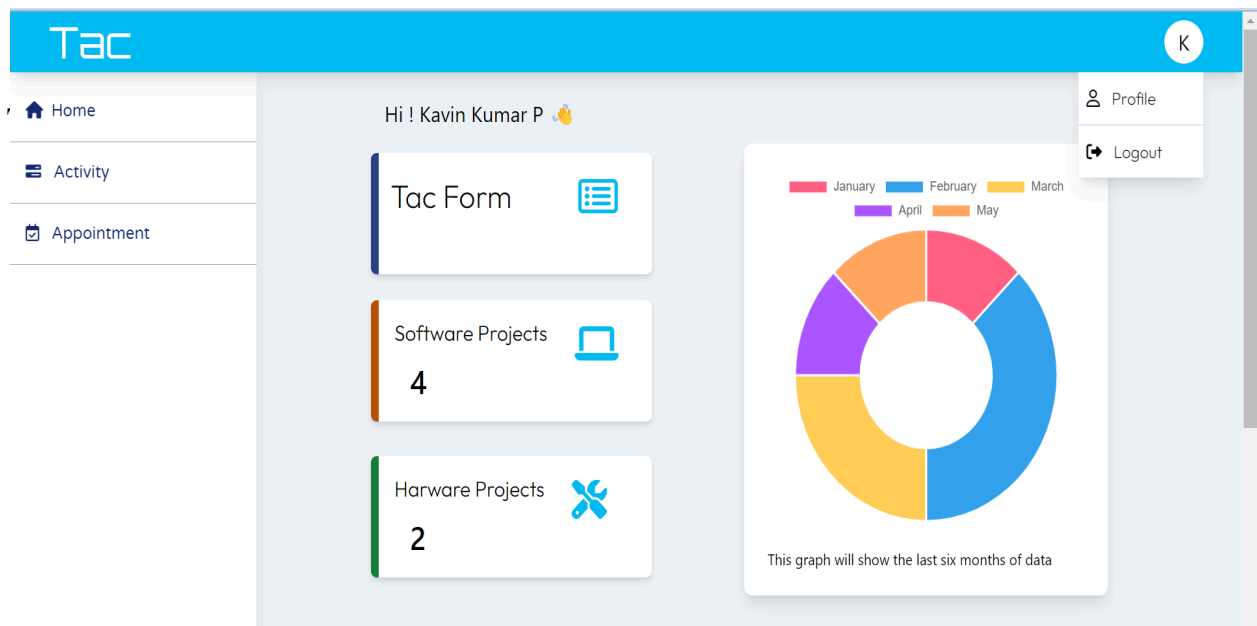 Tac
K
Profile
Logout
Home
Activity
Appointment
Hi ! Kavin Kumar P 👋
Tac Form
Software Projects
4
Harware Projects
2
January February March
April May
This graph will show the last six months of data